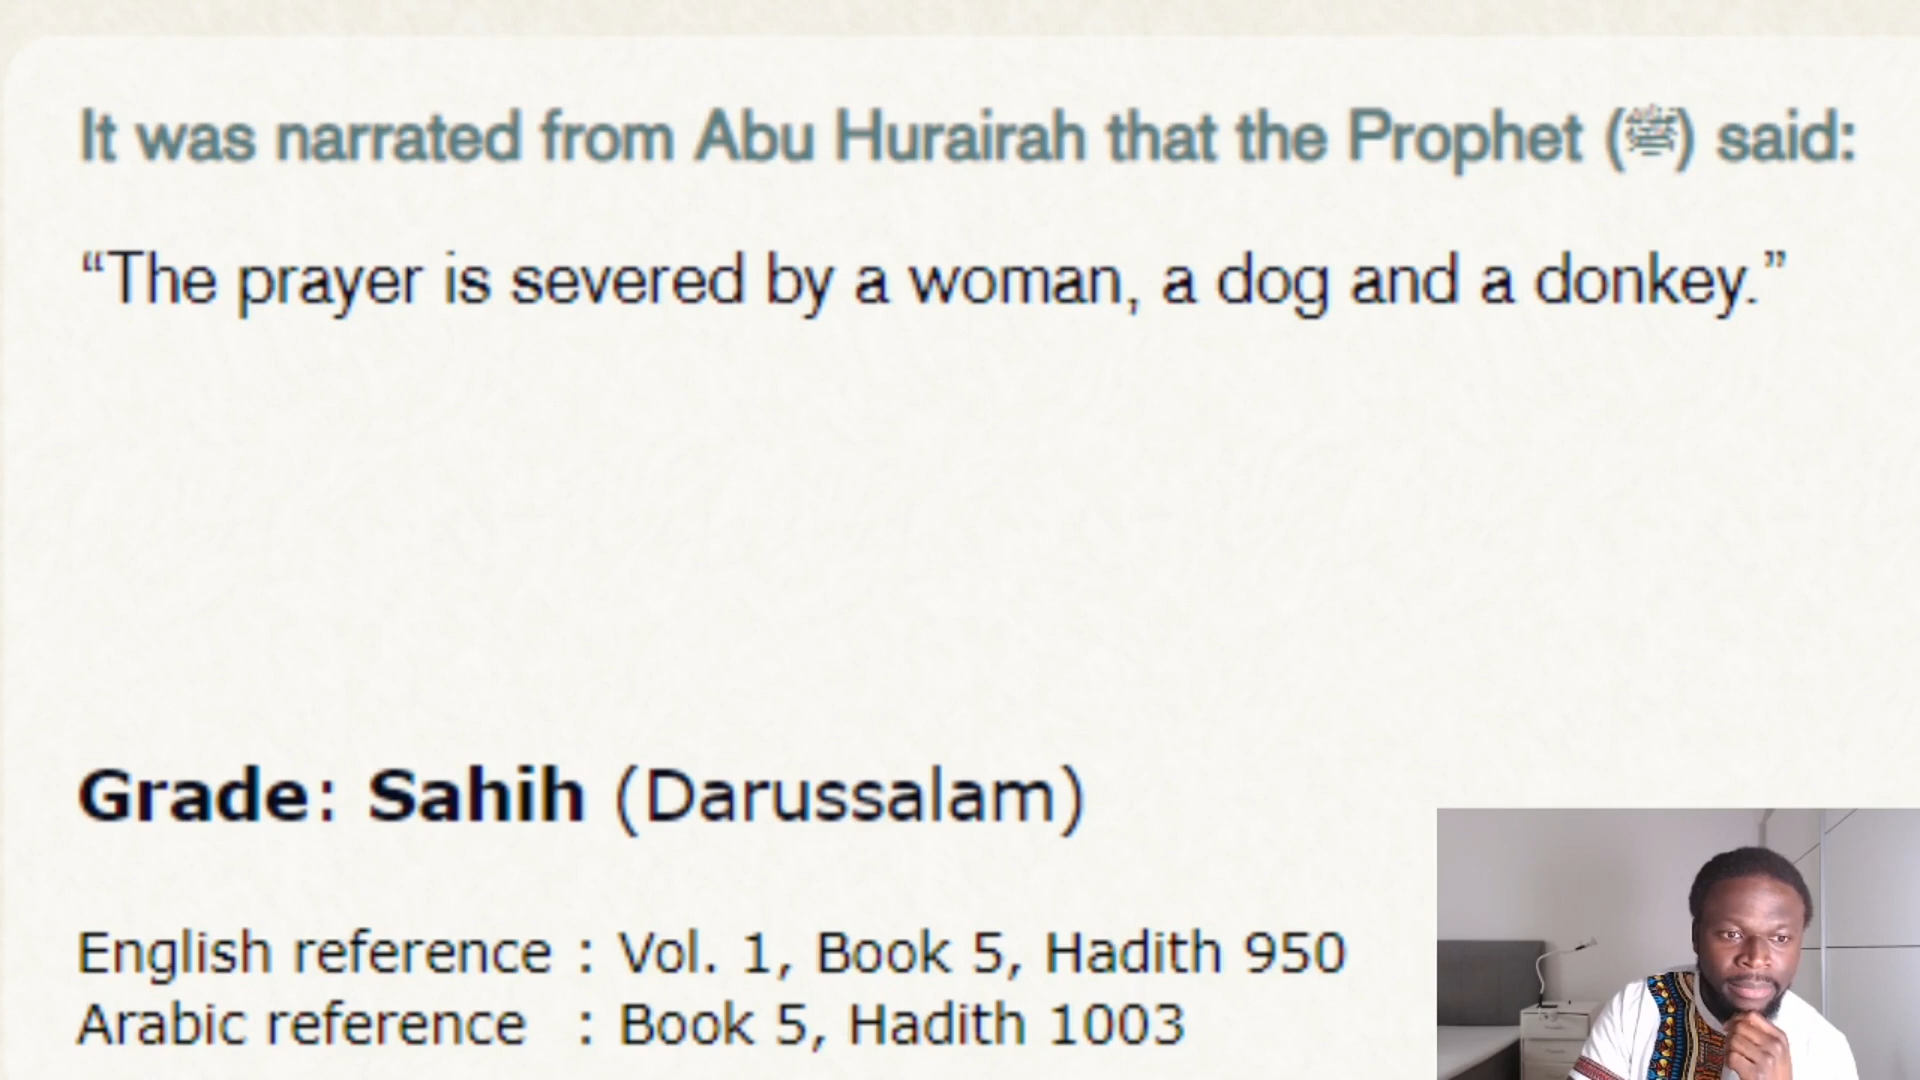 It was narrated from Abu Hurairah that the Prophet (ﷺ) said:
“The prayer is severed by a woman, a dog and a donkey.”
Grade: Sahih (Darussalam)
English reference : Vol. 1, Book 5, Hadith 950
Arabic reference : Book 5, Hadith 1003